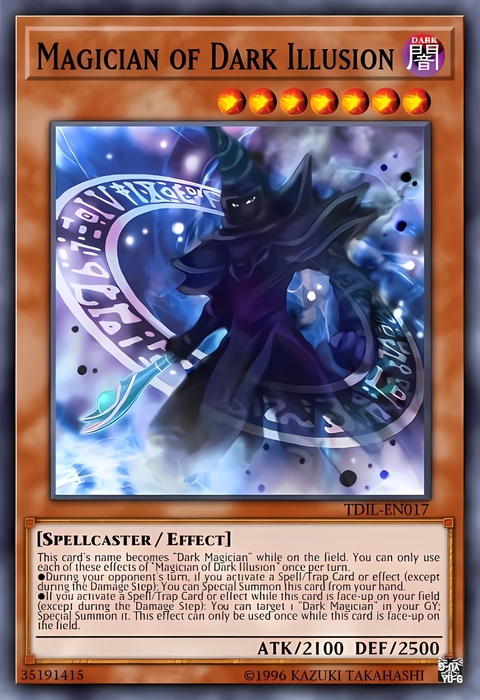 MAGICIAN OF DARK ILLUSION
DARK
闇
TDIL-EN017
[SPELLCASTER / EFFECT]
This card's name becomes "Dark Magician" while on the field. You can only use
each of these effects of "Magician of Dark Illusion" once per turn.
●During your opponent's turn, if you activate a Spell/Trap Card or effect (except
during the Damage Step): You can Special Summon this card from your hand.
●If you activate a Spell/Trap Card or effect while this card is face-up on your field
(except during the Damage Step): You can target 1 "Dark Magician" in your GY;
Special Summon it. This effect can only be used once while this card is face-up on
the field.
ATK/2100 DEF/2500
35191415
©1996 KAZUKI TAKAHASHI